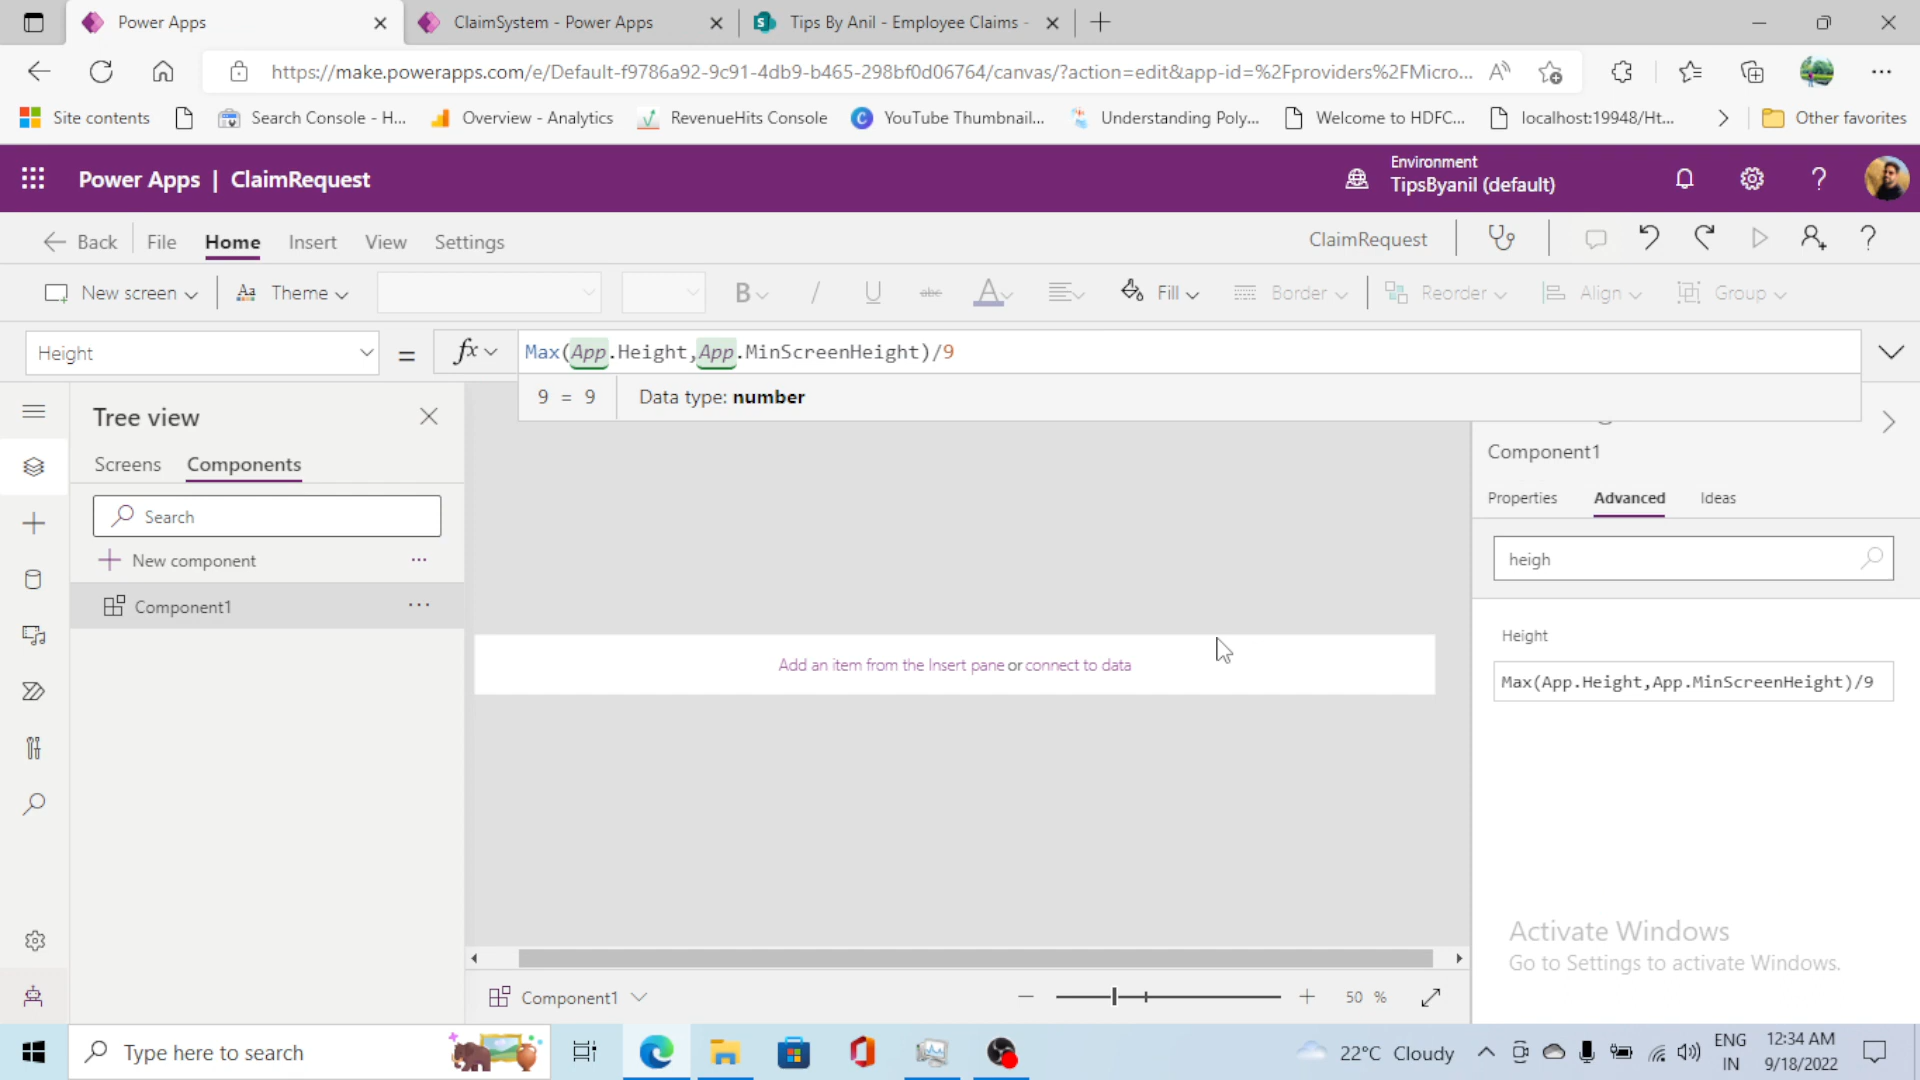 Power Apps
ClaimSystem - Power Apps
Tips By Anil - Employee Claims -
https://make.powerapps.com/e/Default-f9786a92-9c91-4db9-b465-298bf0d06764/canvas/?action=edit&app-id=%2Fproviders%2FMicro...
Site contents
Search Console - H...
Overview - Analytics
RevenueHits Console
YouTube Thumbnail...
Understanding Poly...
Welcome to HDFC...
localhost:19948/Ht...
Other favorites
Power Apps | ClaimRequest
Environment
TipsByanil (default)
Back
File
Home
Insert
View
Settings
ClaimRequest
New screen
Theme
B
/
U
abc
A
Fill
Border
Reorder
Align
Group
Height
=
fx
Max(App.Height,App.MinScreenHeight)/9
9 = 9
Data type: number
Tree view
Screens
Components
Search
New component
Component1
Add an item from the Insert pane or connect to data
Component1
Properties
Advanced
Ideas
heigh
Height
Max(App.Height,App.MinScreenHeight)/9
Activate Windows
Go to Settings to activate Windows.
Component1
50 %
Type here to search
22°C Cloudy
ENG
IN
12:34 AM
9/18/2022